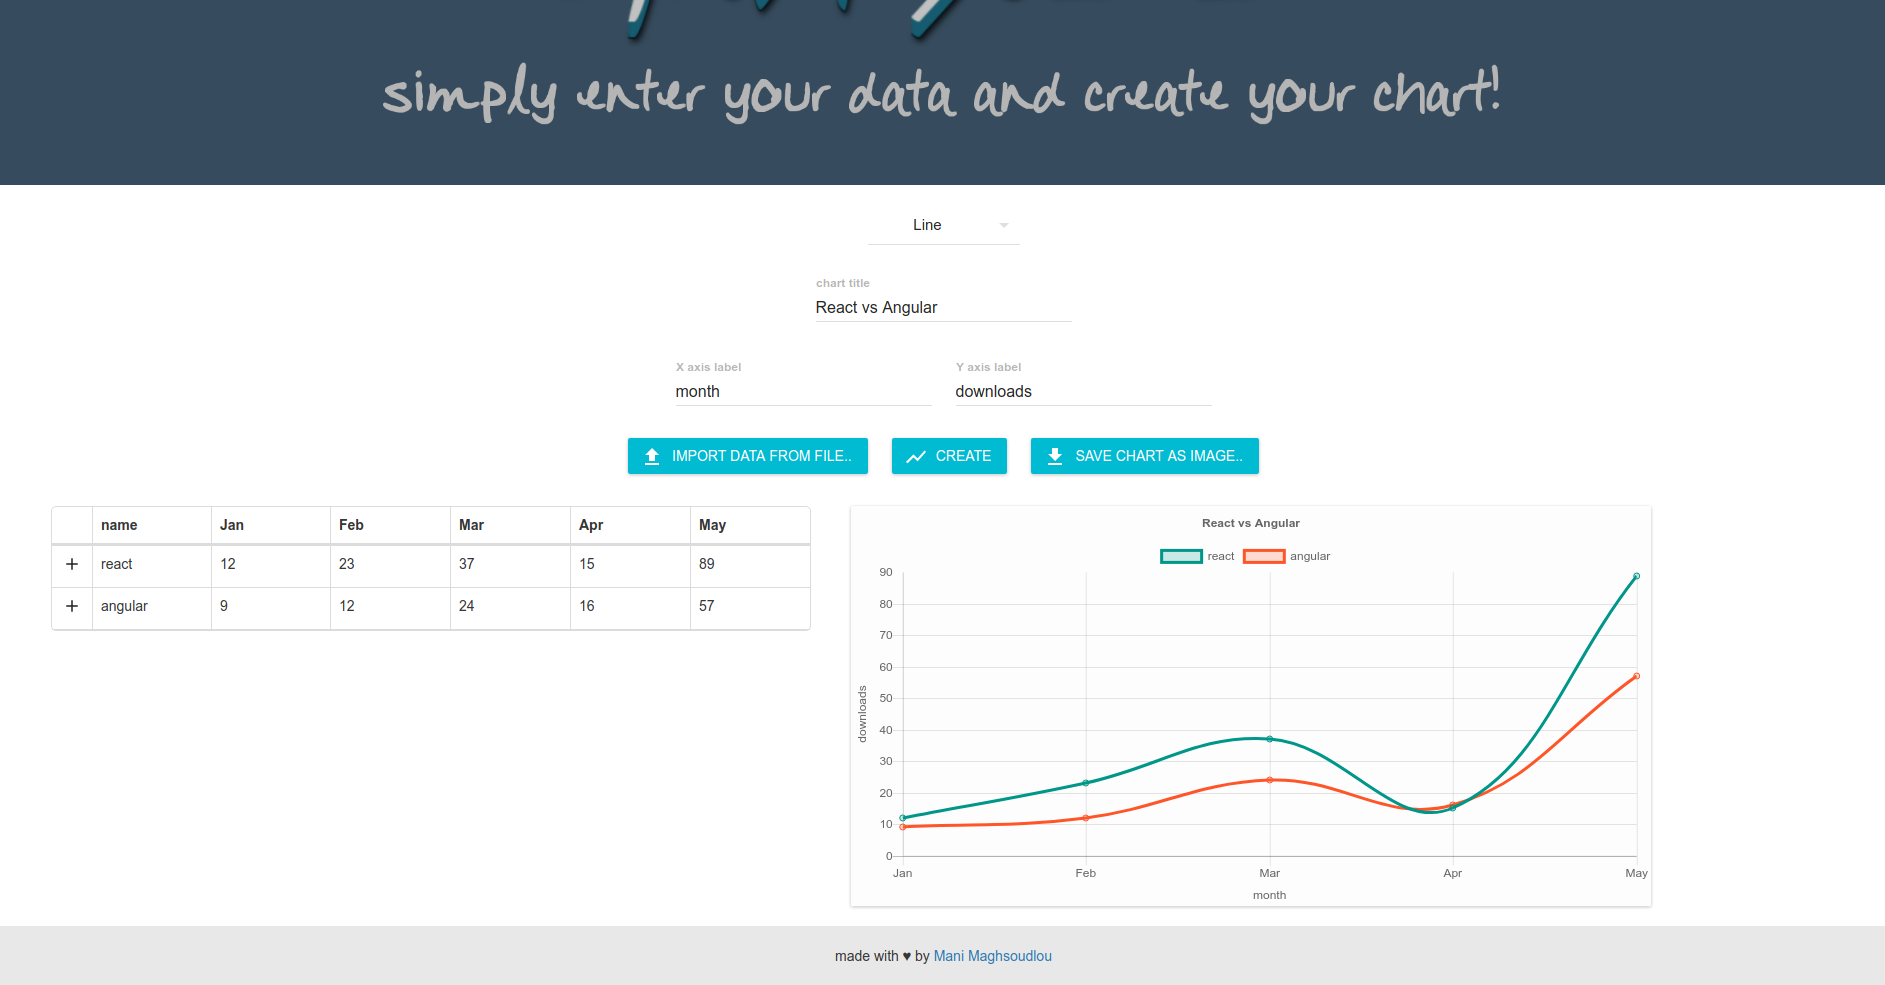 simply enter your data and create your chart!
Line
chart title
React vs Angular
X axis label Y axis label
month downloads
IMPORT DATA FROM FILE.. CREATE SAVE CHART AS IMAGE..
name Jan Feb Mar Apr May
react 12 23 37 15 89
angular 9 12 24 16 57
React vs Angular
react angular
90
80
70
60
50
40
30
20
10
0
downloads
Jan Feb Mar Apr May
month
made with ♥ by Mani Maghsoudlou